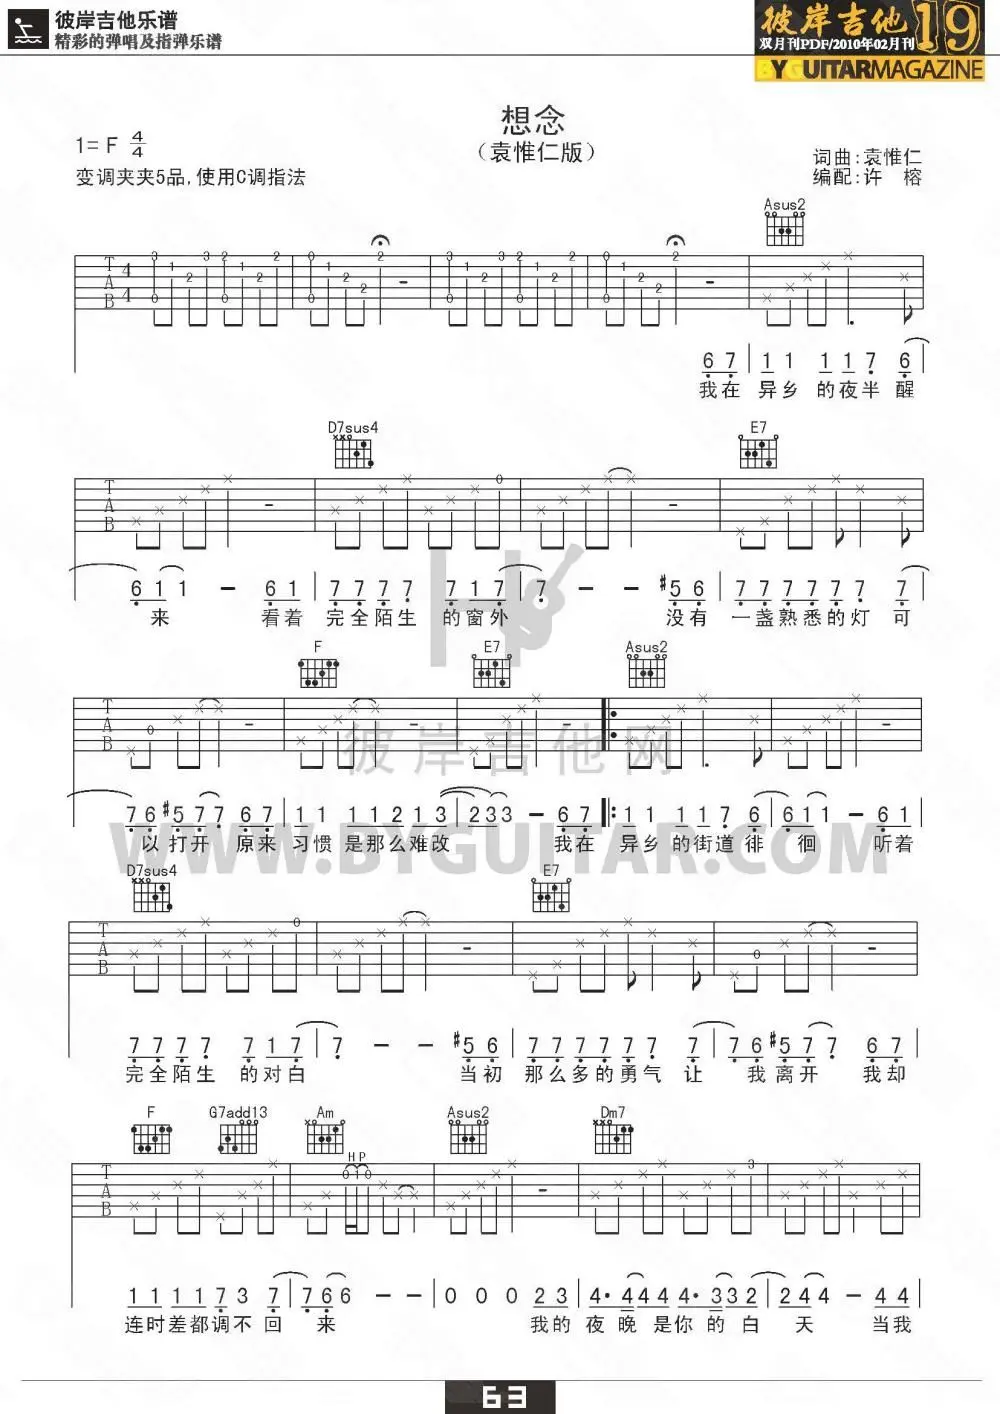 彼岸吉他乐谱
精彩的弹唱及指弹乐谱
彼岸吉他 19
双月刊PDF/2010年02月刊
BYGUITARMAGAZINE
想念
(袁惟仁版)
1= F 4/4
变调夹夹5品,使用C调指法
词曲:袁惟仁
编配:许 榕
Asus2
T A B 4 4
6 7 1 1 1 1 7 6
我在 异乡 的夜半 醒
D7sus4 E7
T A B
6 1 1 - 6 1 7 7 7 7 7 1 7 7 - - #5 6 7 7 7 7 7 7
来 看着 完全陌生 的窗外 没有 一盏熟悉的灯 可
F E7 Asus2
T A B
7 6 #5 7 7 6 7 1 1 1 1 2 1 3 2 3 3 - 6 7 1 1 1 1 7 6 6 1 1 - 6 1
以打开 原来 习惯 是那么难改 我在 异乡 的街道 徘 徊 听着
彼岸吉他网
WWW.BYGUITAR.COM
D7sus4 E7
T A B
7 7 7 7 7 1 7 7 - - #5 6 7 7 7 7 7 7 7 7 6 #5 7 7 6 7
完全陌生 的对白 当初 那么多的勇气 让 我离开 我却
F G7add13 Am Asus2 Dm7
H P
T A B
1 1 1 1 7 3 7 7 6 6 - - 0 0 0 2 3 4· 4 4 4 4· 3 3 2 2 4 4 - 4 4
连时差都调不 回 来 我的 夜 晚 是你 的 白 天 当我
63